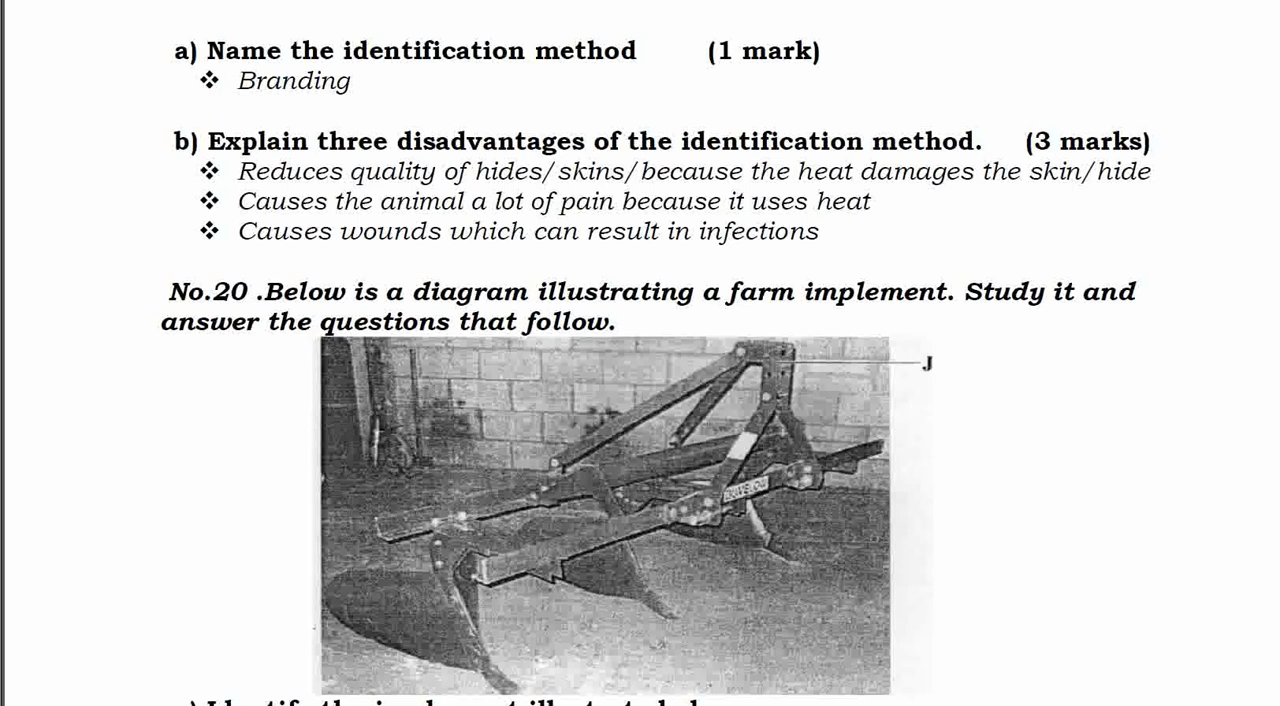 a) Name the identification method (1 mark)
❖ Branding
b) Explain three disadvantages of the identification method. (3 marks)
❖ Reduces quality of hides/skins/because the heat damages the skin/hide
❖ Causes the animal a lot of pain because it uses heat
❖ Causes wounds which can result in infections
No.20 .Below is a diagram illustrating a farm implement. Study it and
answer the questions that follow.
J